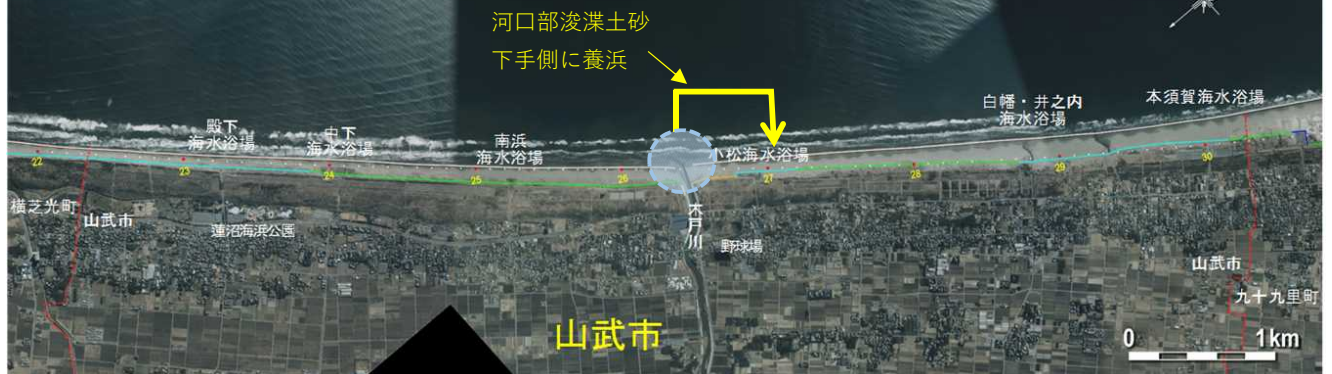 河口部浚渫土砂
下手側に養浜
殿下
海水浴場
中下
海水浴場
南浜
海水浴場
小松海水浴場
白幡・井之内
海水浴場
本須賀海水浴場
22
23
24
25
26
27
28
29
30
横芝光町
山武市
蓮沼海浜公園
木戸川
野球場
山武市
九十九里町
山武市
0 1km